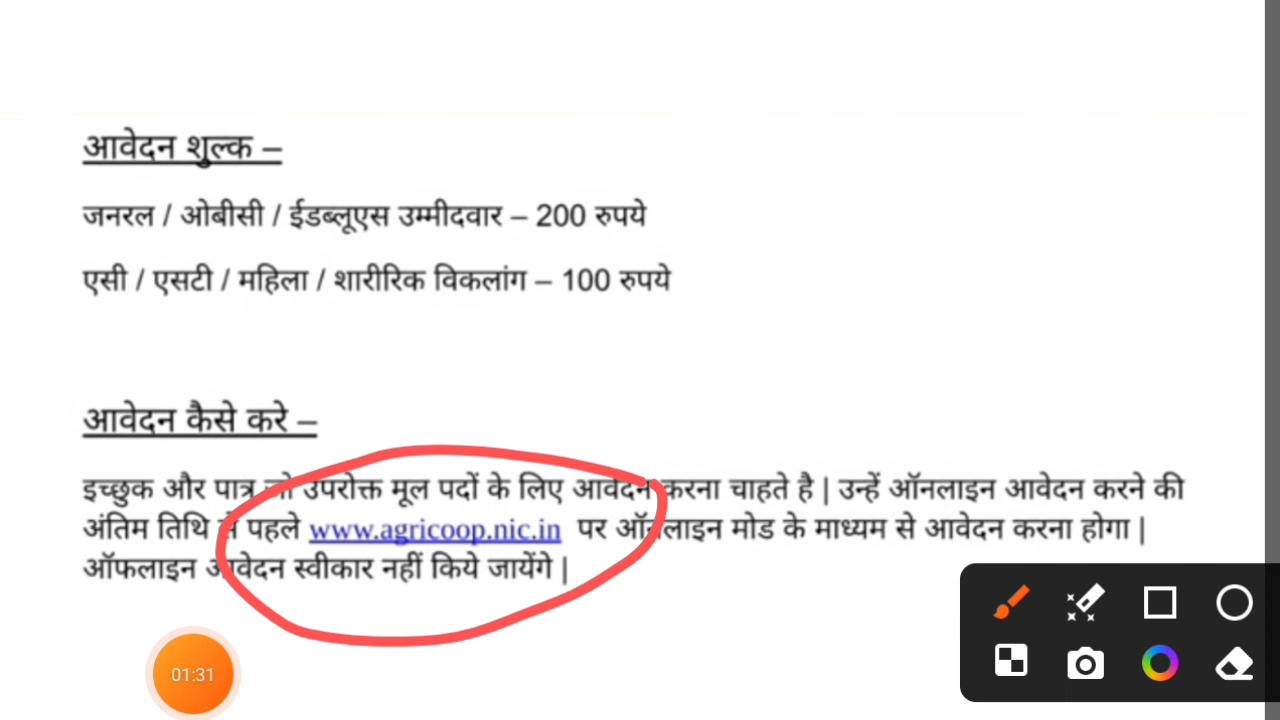 आवेदन शुल्क –
जनरल / ओबीसी / ईडब्लूएस उम्मीदवार – 200 रुपये
एसी / एसटी / महिला / शारीरिक विकलांग – 100 रुपये
आवेदन कैसे करे –
इच्छुक और पात्र जो उपरोक्त मूल पदों के लिए आवेदन करना चाहते है | उन्हें ऑनलाइन आवेदन करने की
अंतिम तिथि से पहले www.agricoop.nic.in पर ऑनलाइन मोड के माध्यम से आवेदन करना होगा |
ऑफलाइन आवेदन स्वीकार नहीं किये जायेंगे |
01:31